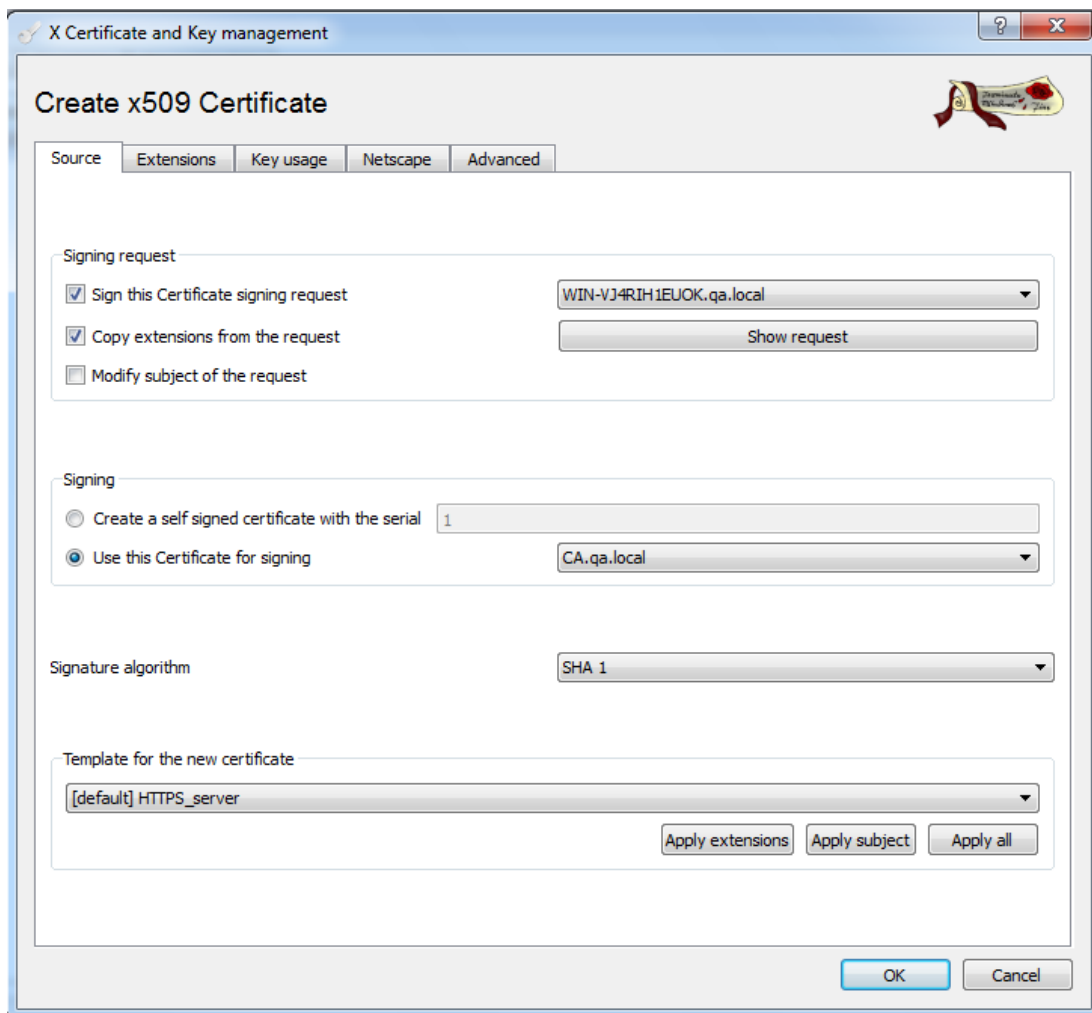 X Certificate and Key management
?
Create x509 Certificate
Source Extensions Key usage Netscape Advanced
Signing request
Sign this Certificate signing request WIN-VJ4RIH1EUOK.qa.local
Copy extensions from the request Show request
Modify subject of the request
Signing
Create a self signed certificate with the serial 1
Use this Certificate for signing CA.qa.local
Signature algorithm SHA 1
Template for the new certificate
[default] HTTPS_server
Apply extensions Apply subject Apply all
OK Cancel